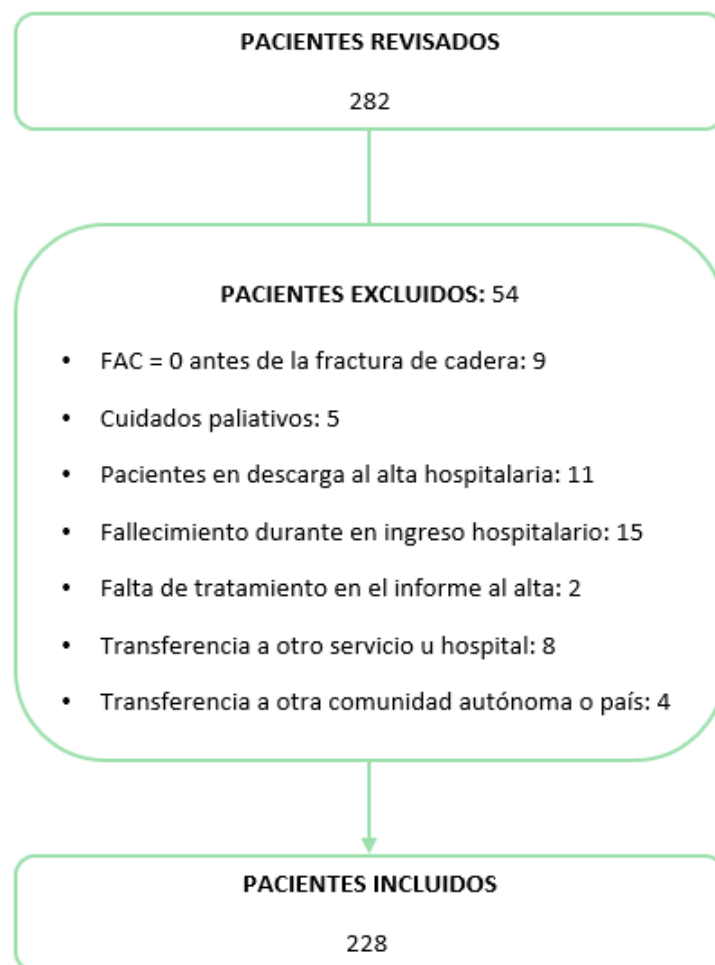 PACIENTES REVISADOS
282
PACIENTES EXCLUIDOS: 54
• FAC = 0 antes de la fractura de cadera: 9
• Cuidados paliativos: 5
• Pacientes en descarga al alta hospitalaria: 11
• Fallecimiento durante en ingreso hospitalario: 15
• Falta de tratamiento en el informe al alta: 2
• Transferencia a otro servicio u hospital: 8
• Transferencia a otra comunidad autónoma o país: 4
PACIENTES INCLUIDOS
228